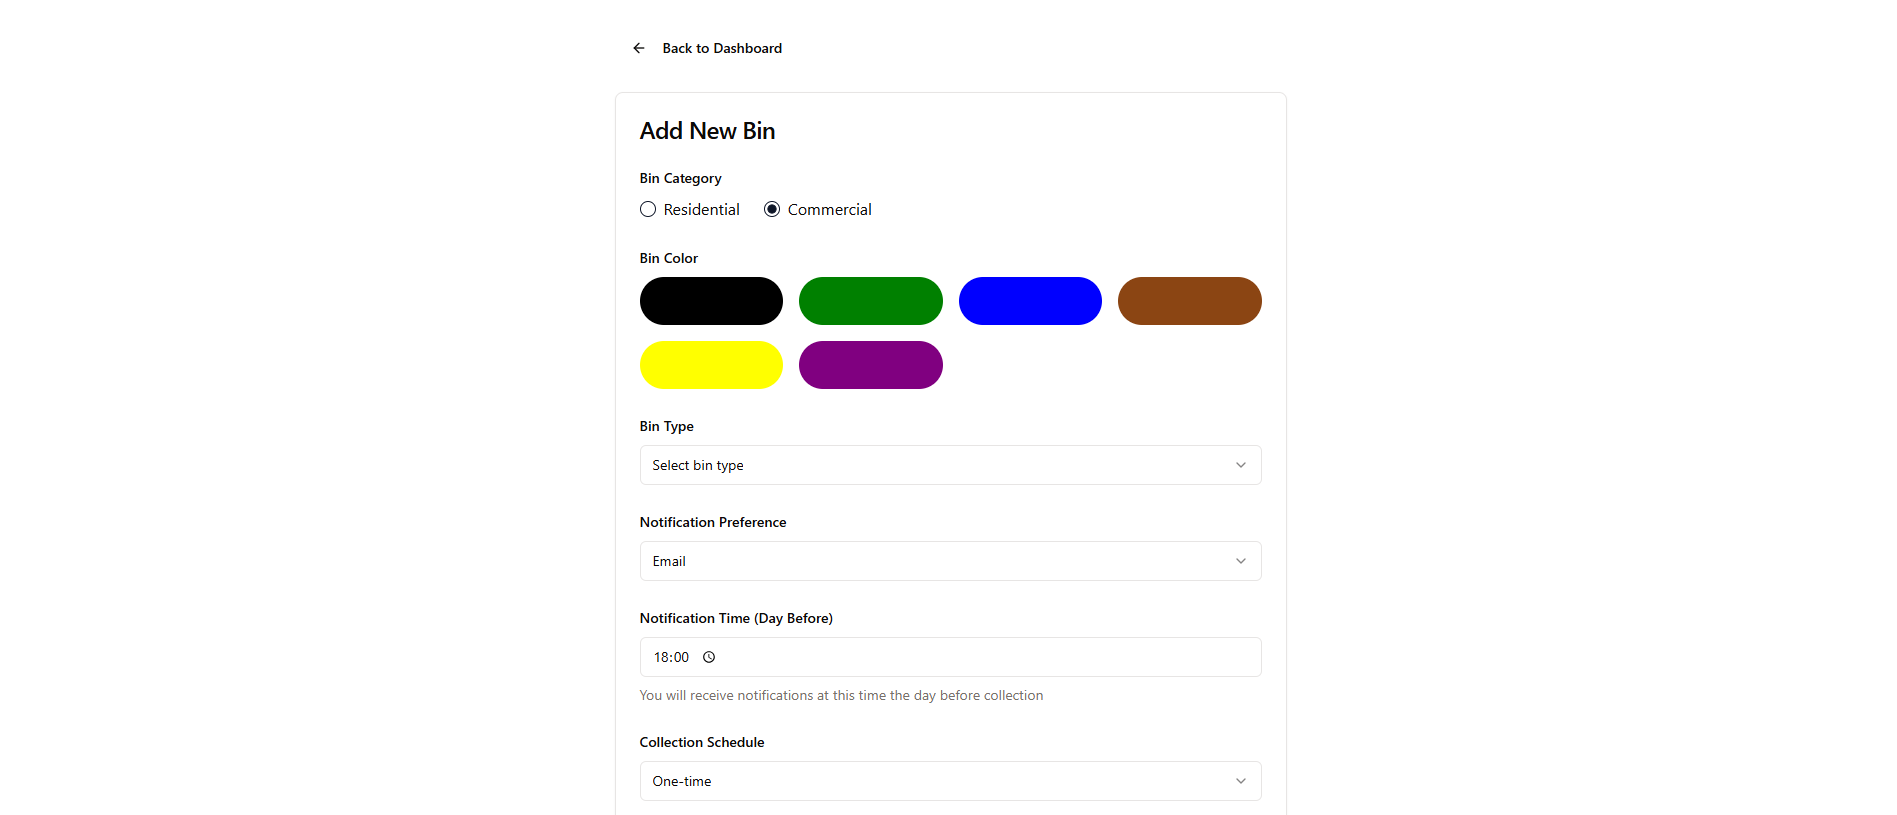 Back to Dashboard
Add New Bin
Bin Category
Residential
Commercial
Bin Color
Bin Type
Select bin type
Notification Preference
Email
Notification Time (Day Before)
18:00
You will receive notifications at this time the day before collection
Collection Schedule
One-time